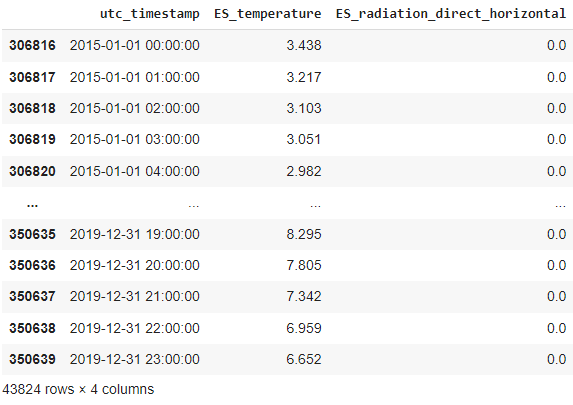 utc_timestamp ES_temperature ES_radiation_direct_horizontal
306816 2015-01-01 00:00:00 3.438 0.0
306817 2015-01-01 01:00:00 3.217 0.0
306818 2015-01-01 02:00:00 3.103 0.0
306819 2015-01-01 03:00:00 3.051 0.0
306820 2015-01-01 04:00:00 2.982 0.0
... ... ... ...
350635 2019-12-31 19:00:00 8.295 0.0
350636 2019-12-31 20:00:00 7.805 0.0
350637 2019-12-31 21:00:00 7.342 0.0
350638 2019-12-31 22:00:00 6.959 0.0
350639 2019-12-31 23:00:00 6.652 0.0
43824 rows × 4 columns